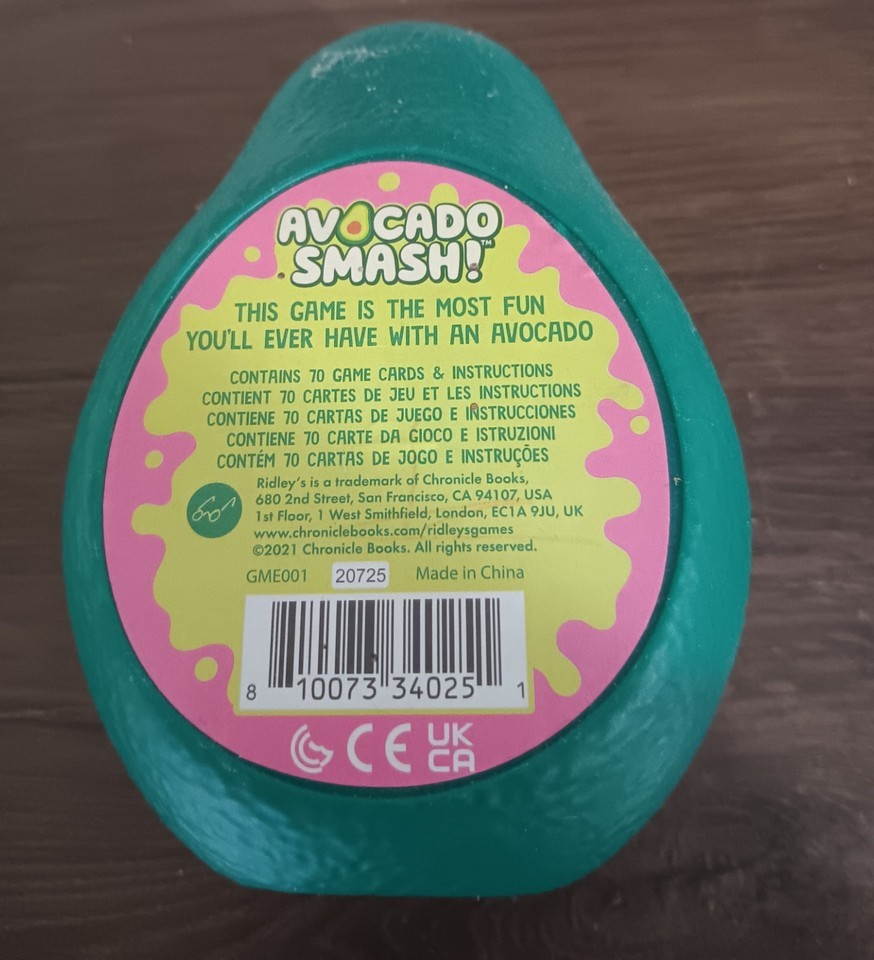 AVOCADO
SMASH!™
THIS GAME IS THE MOST FUN
YOU'LL EVER HAVE WITH AN AVOCADO
CONTAINS 70 GAME CARDS & INSTRUCTIONS
CONTIENT 70 CARTES DE JEU ET LES INSTRUCTIONS
CONTIENE 70 CARTAS DE JUEGO E INSTRUCCIONES
CONTIENE 70 CARTE DA GIOCO E ISTRUZIONI
CONTÉM 70 CARTAS DE JOGO E INSTRUÇÕES
Ridley's is a trademark of Chronicle Books,
680 2nd Street, San Francisco, CA 94107, USA
1st Floor, 1 West Smithfield, London, EC1A 9JU, UK
www.chroniclebooks.com/ridleysgames
©2021 Chronicle Books. All rights reserved.
GME001 20725 Made in China
8 10073 34025 1
CE UK
CA